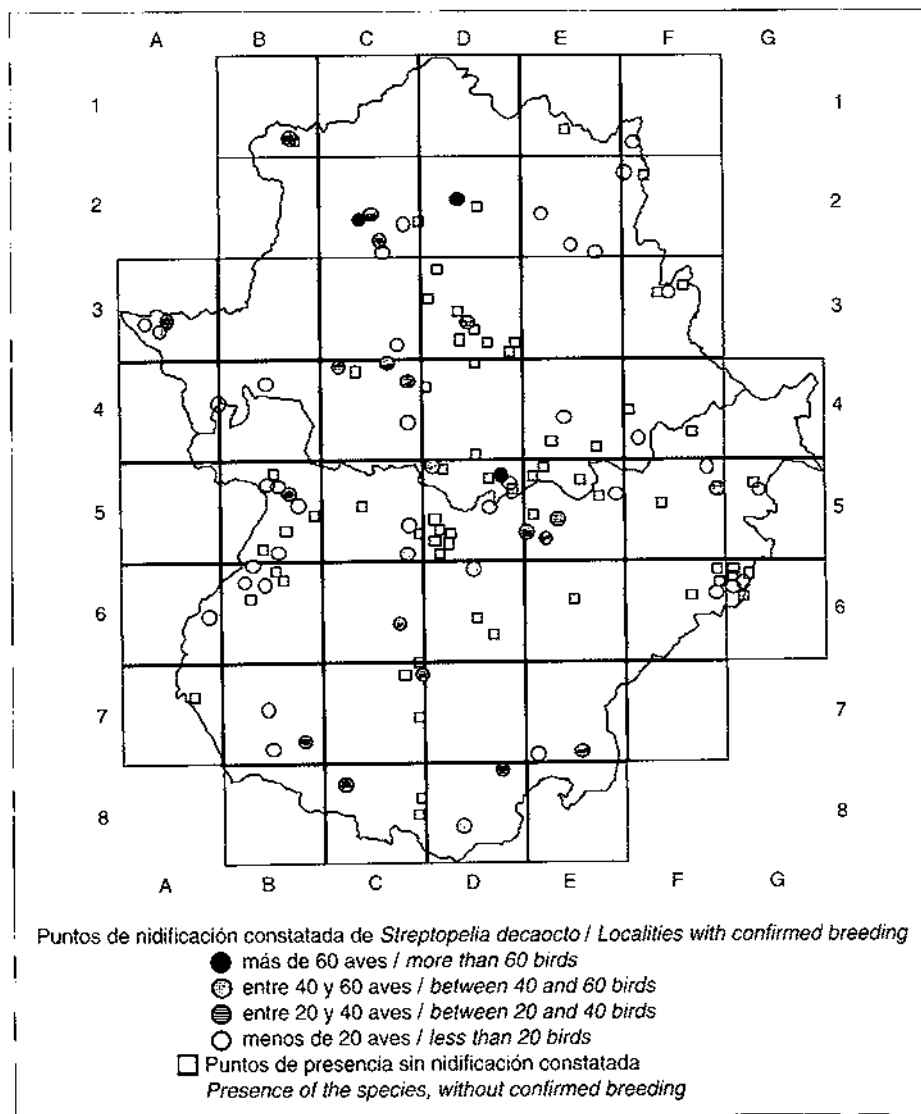 A B C D E F G
1 1
2 2
3 3
4 4
5 5
6 6
7 7
8 8
A B C D E F G
Puntos de nidificación constatada de Streptopelia decaocto / Localities with confirmed breeding
más de 60 aves / more than 60 birds
entre 40 y 60 aves / between 40 and 60 birds
entre 20 y 40 aves / between 20 and 40 birds
menos de 20 aves / less than 20 birds
Puntos de presencia sin nidificación constatada
Presence of the species, without confirmed breeding